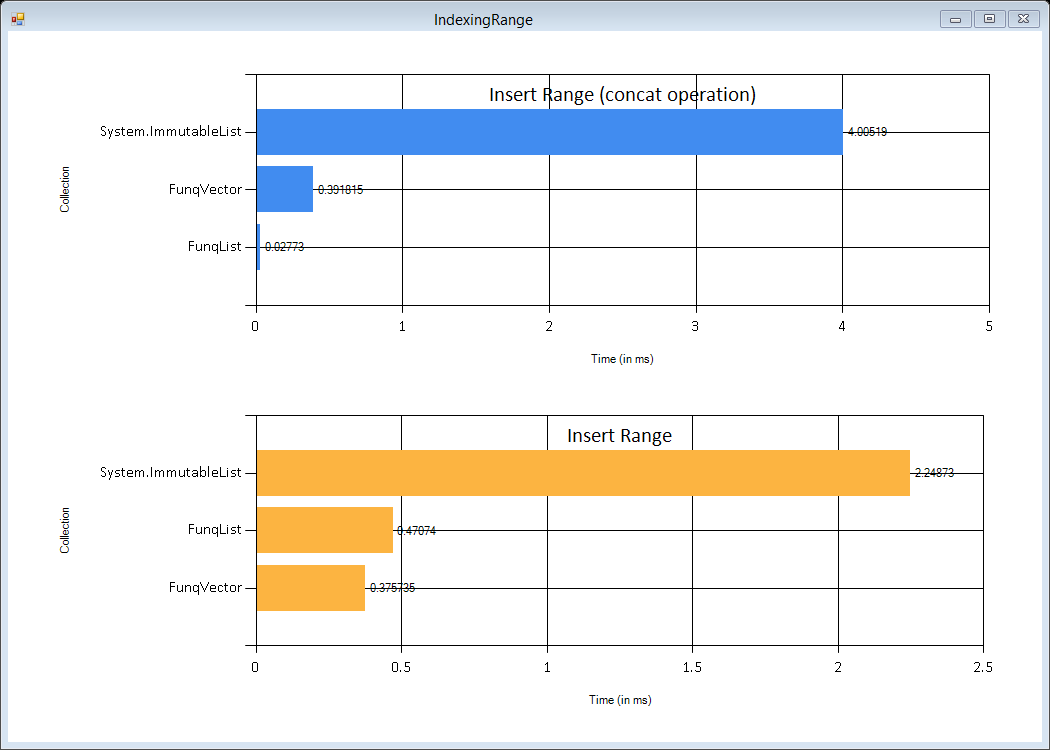 IndexingRange
Insert Range (concat operation)
System.ImmutableList
4.00519
FunqVector
0.391815
FunqList
0.02773
Collection
0 1 2 3 4 5
Time (in ms)
Insert Range
System.ImmutableList
2.24873
FunqList
0.47074
FunqVector
0.375735
Collection
0 0.5 1 1.5 2 2.5
Time (in ms)